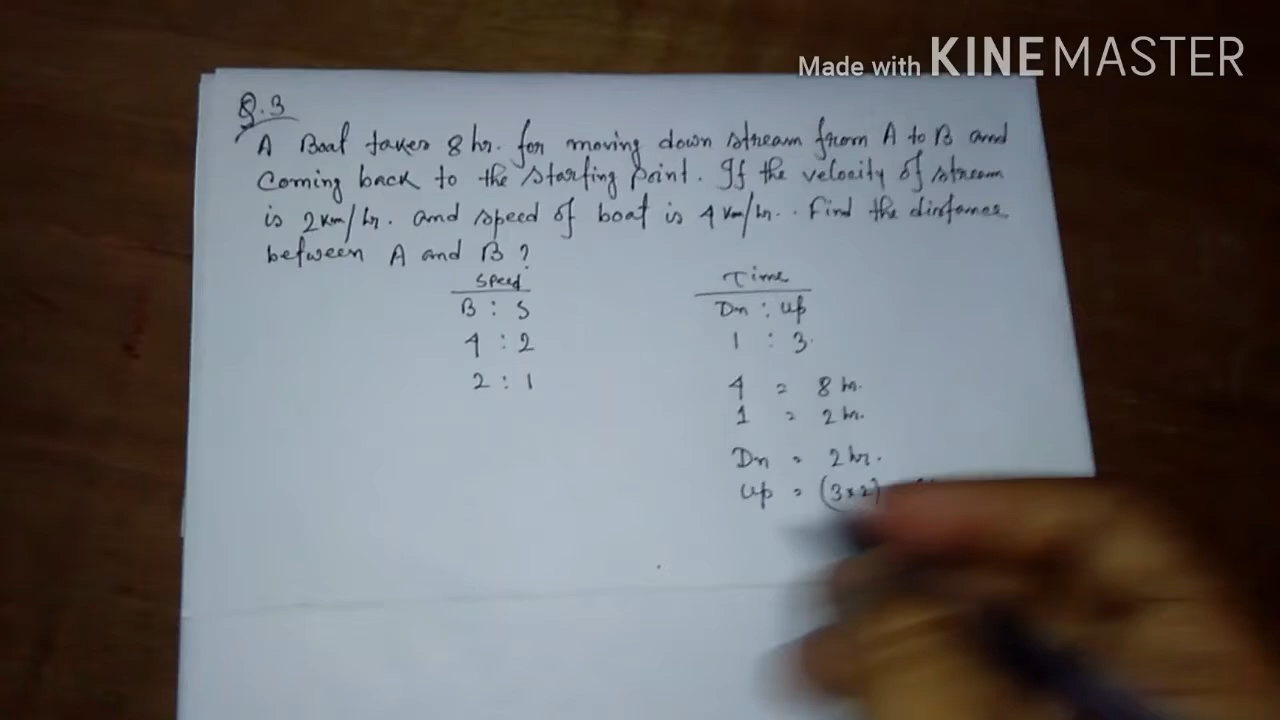 Made with KINEMASTER
Q.3
A Boat takes 8 hr. for moving down stream from A to B and
Coming back to the starting point. If the velocity of stream
is 2 km/hr. and speed of boat is 4 km/hr.. Find the distance
between A and B ?
Speed
B : S
4 : 2
2 : 1
Time
Dn : Up
1 : 3.
4 = 8 hr.
1 = 2 hr.
Dn = 2 hr.
Up = (3×2)